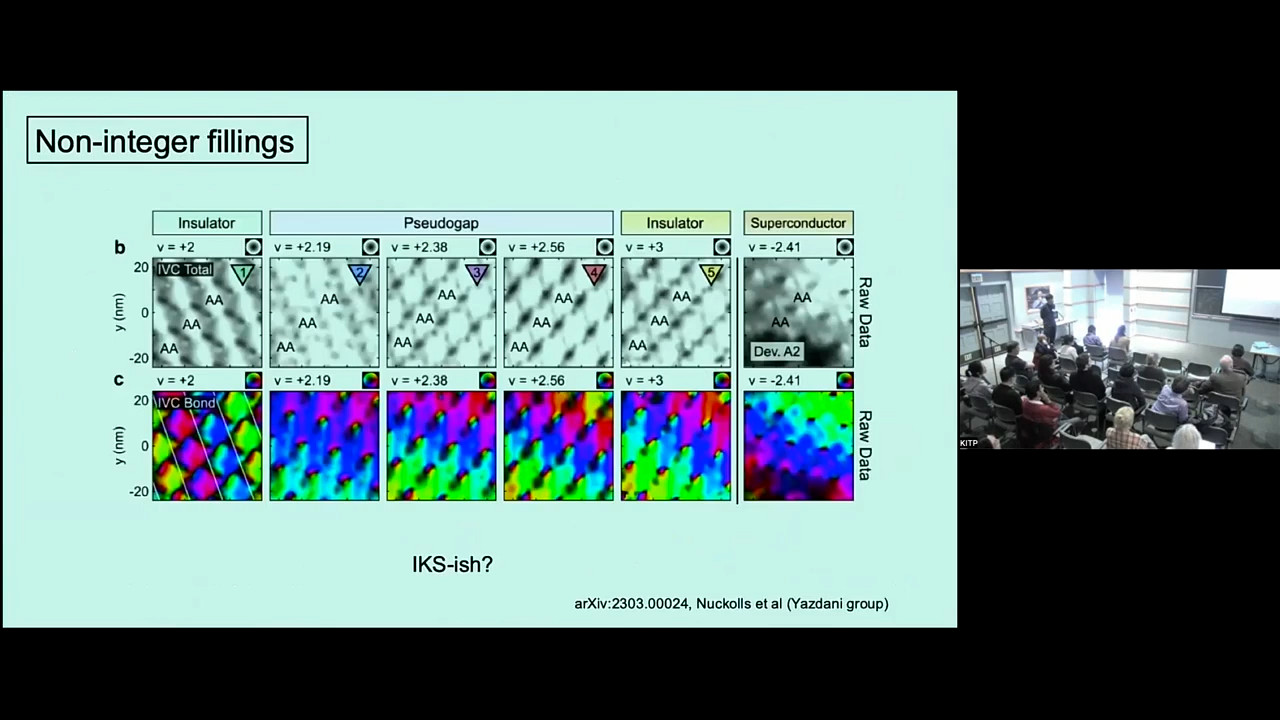 Non-integer fillings
Insulator Pseudogap Insulator Superconductor
b v = +2 v = +2.19 v = +2.38 v = +2.56 v = +3 v = -2.41
IVC Total 1 2 3 4 5
20
0
-20
y (nm)
AA AA AA AA AA AA
AA AA AA AA AA AA
AA AA AA AA AA
Dev. A2
Raw Data
c v = +2 v = +2.19 v = +2.38 v = +2.56 v = +3 v = -2.41
IVC Bond
20
0
-20
y (nm)
Raw Data
IKS-ish?
arXiv:2303.00024, Nuckolls et al (Yazdani group)
KITP